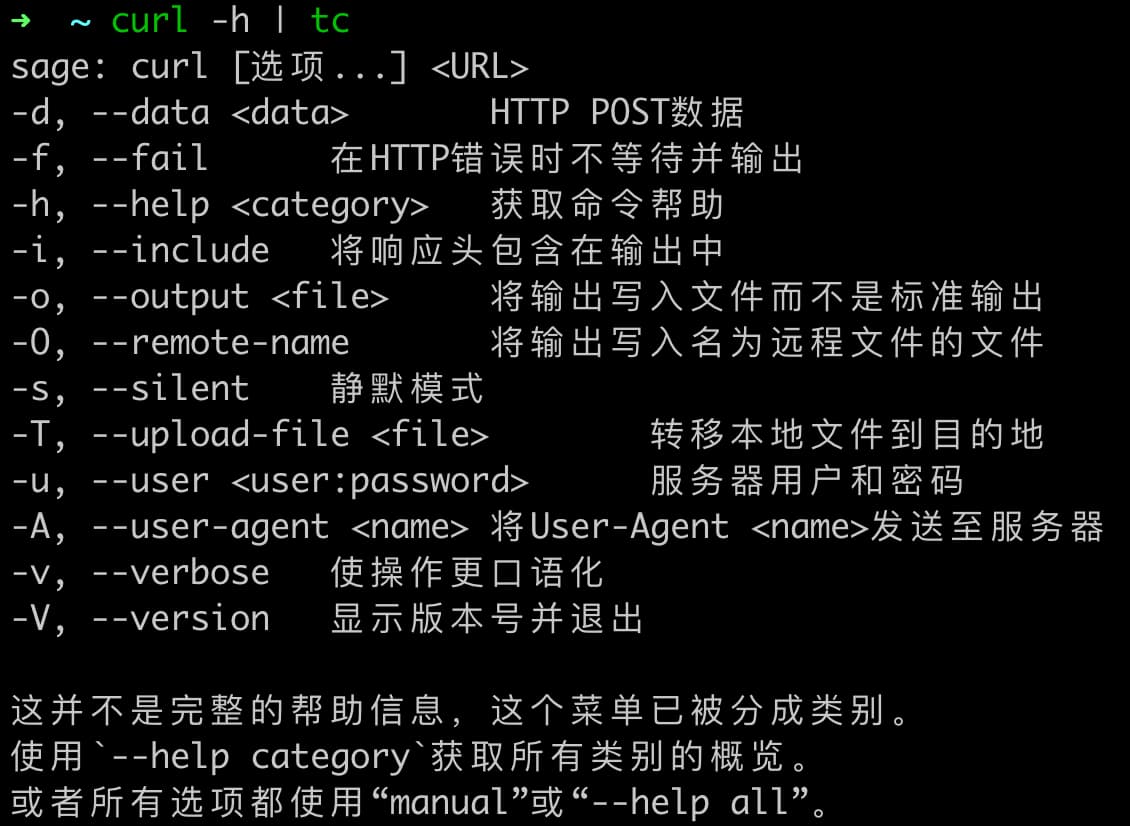 ➜  ~ curl -h | tc
sage: curl [选项...] <URL>
-d, --data <data>       HTTP POST数据
-f, --fail      在HTTP错误时不等待并输出
-h, --help <category>   获取命令帮助
-i, --include   将响应头包含在输出中
-o, --output <file>     将输出写入文件而不是标准输出
-O, --remote-name       将输出写入名为远程文件的文件
-s, --silent    静默模式
-T, --upload-file <file>        转移本地文件到目的地
-u, --user <user:password>      服务器用户和密码
-A, --user-agent <name> 将User-Agent <name>发送至服务器
-v, --verbose   使操作更口语化
-V, --version   显示版本号并退出

这并不是完整的帮助信息，这个菜单已被分成类别。
使用`--help category`获取所有类别的概览。
或者所有选项都使用“manual”或“--help all”。